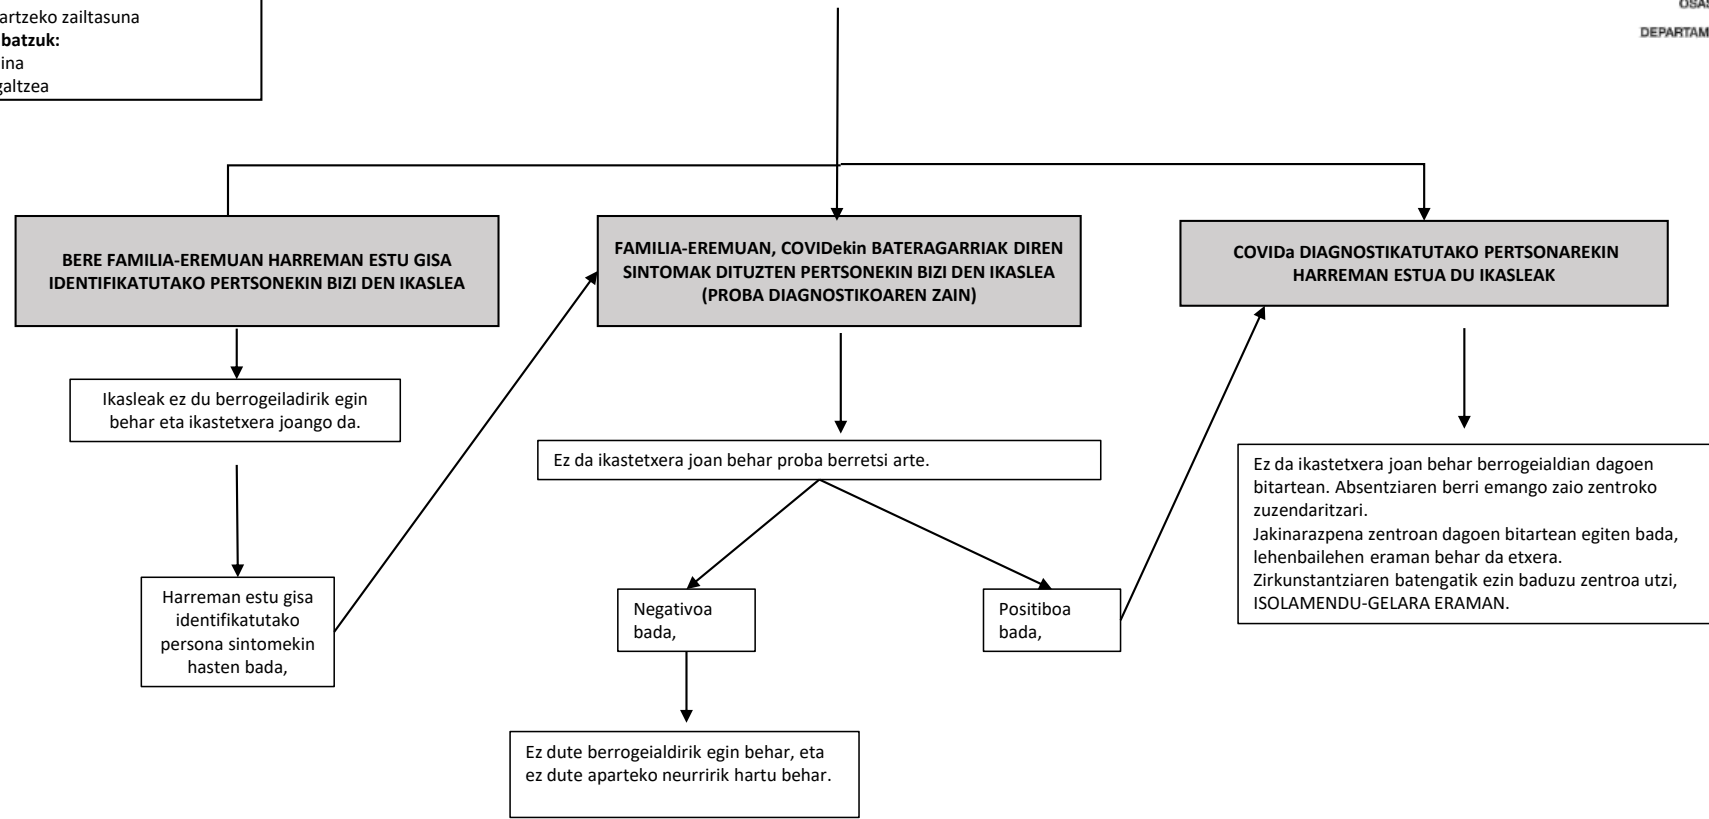 artzeko zailtasuna
batzuk:
ina
galtzea
DEPARTAM
BERE FAMILIA-EREMUAN HARREMAN ESTU GISA
IDENTIFIKATUTAKO PERTSONEKIN BIZI DEN IKASLEA
FAMILIA-EREMUAN, COVIDekin BATERAGARRIAK DIREN
SINTOMAK DITUZTEN PERTSONEKIN BIZI DEN IKASLEA
(PROBA DIAGNOSTIKOAREN ZAIN)
COVIDa DIAGNOSTIKATUTAKO PERTSONAREKIN
HARREMAN ESTUA DU IKASLEAK
Ikasleak ez du berrogeiladirik egin
behar eta ikastetxera joango da.
Harreman estu gisa
identifikatutako
persona sintomekin
hasten bada,
Ez da ikastetxera joan behar proba berretsi arte.
Negativoa
bada,
Positiboa
bada,
Ez dute berrogeialdirik egin behar, eta
ez dute aparteko neurririk hartu behar.
Ez da ikastetxera joan behar berrogeialdian dagoen
bitartean. Absentziaren berri emango zaio zentroko
zuzendaritzari.
Jakinarazpena zentroan dagoen bitartean egiten bada,
lehenbailehen eraman behar da etxera.
Zirkunstantziaren batengatik ezin baduzu zentroa utzi,
ISOLAMENDU-GELARA ERAMAN.